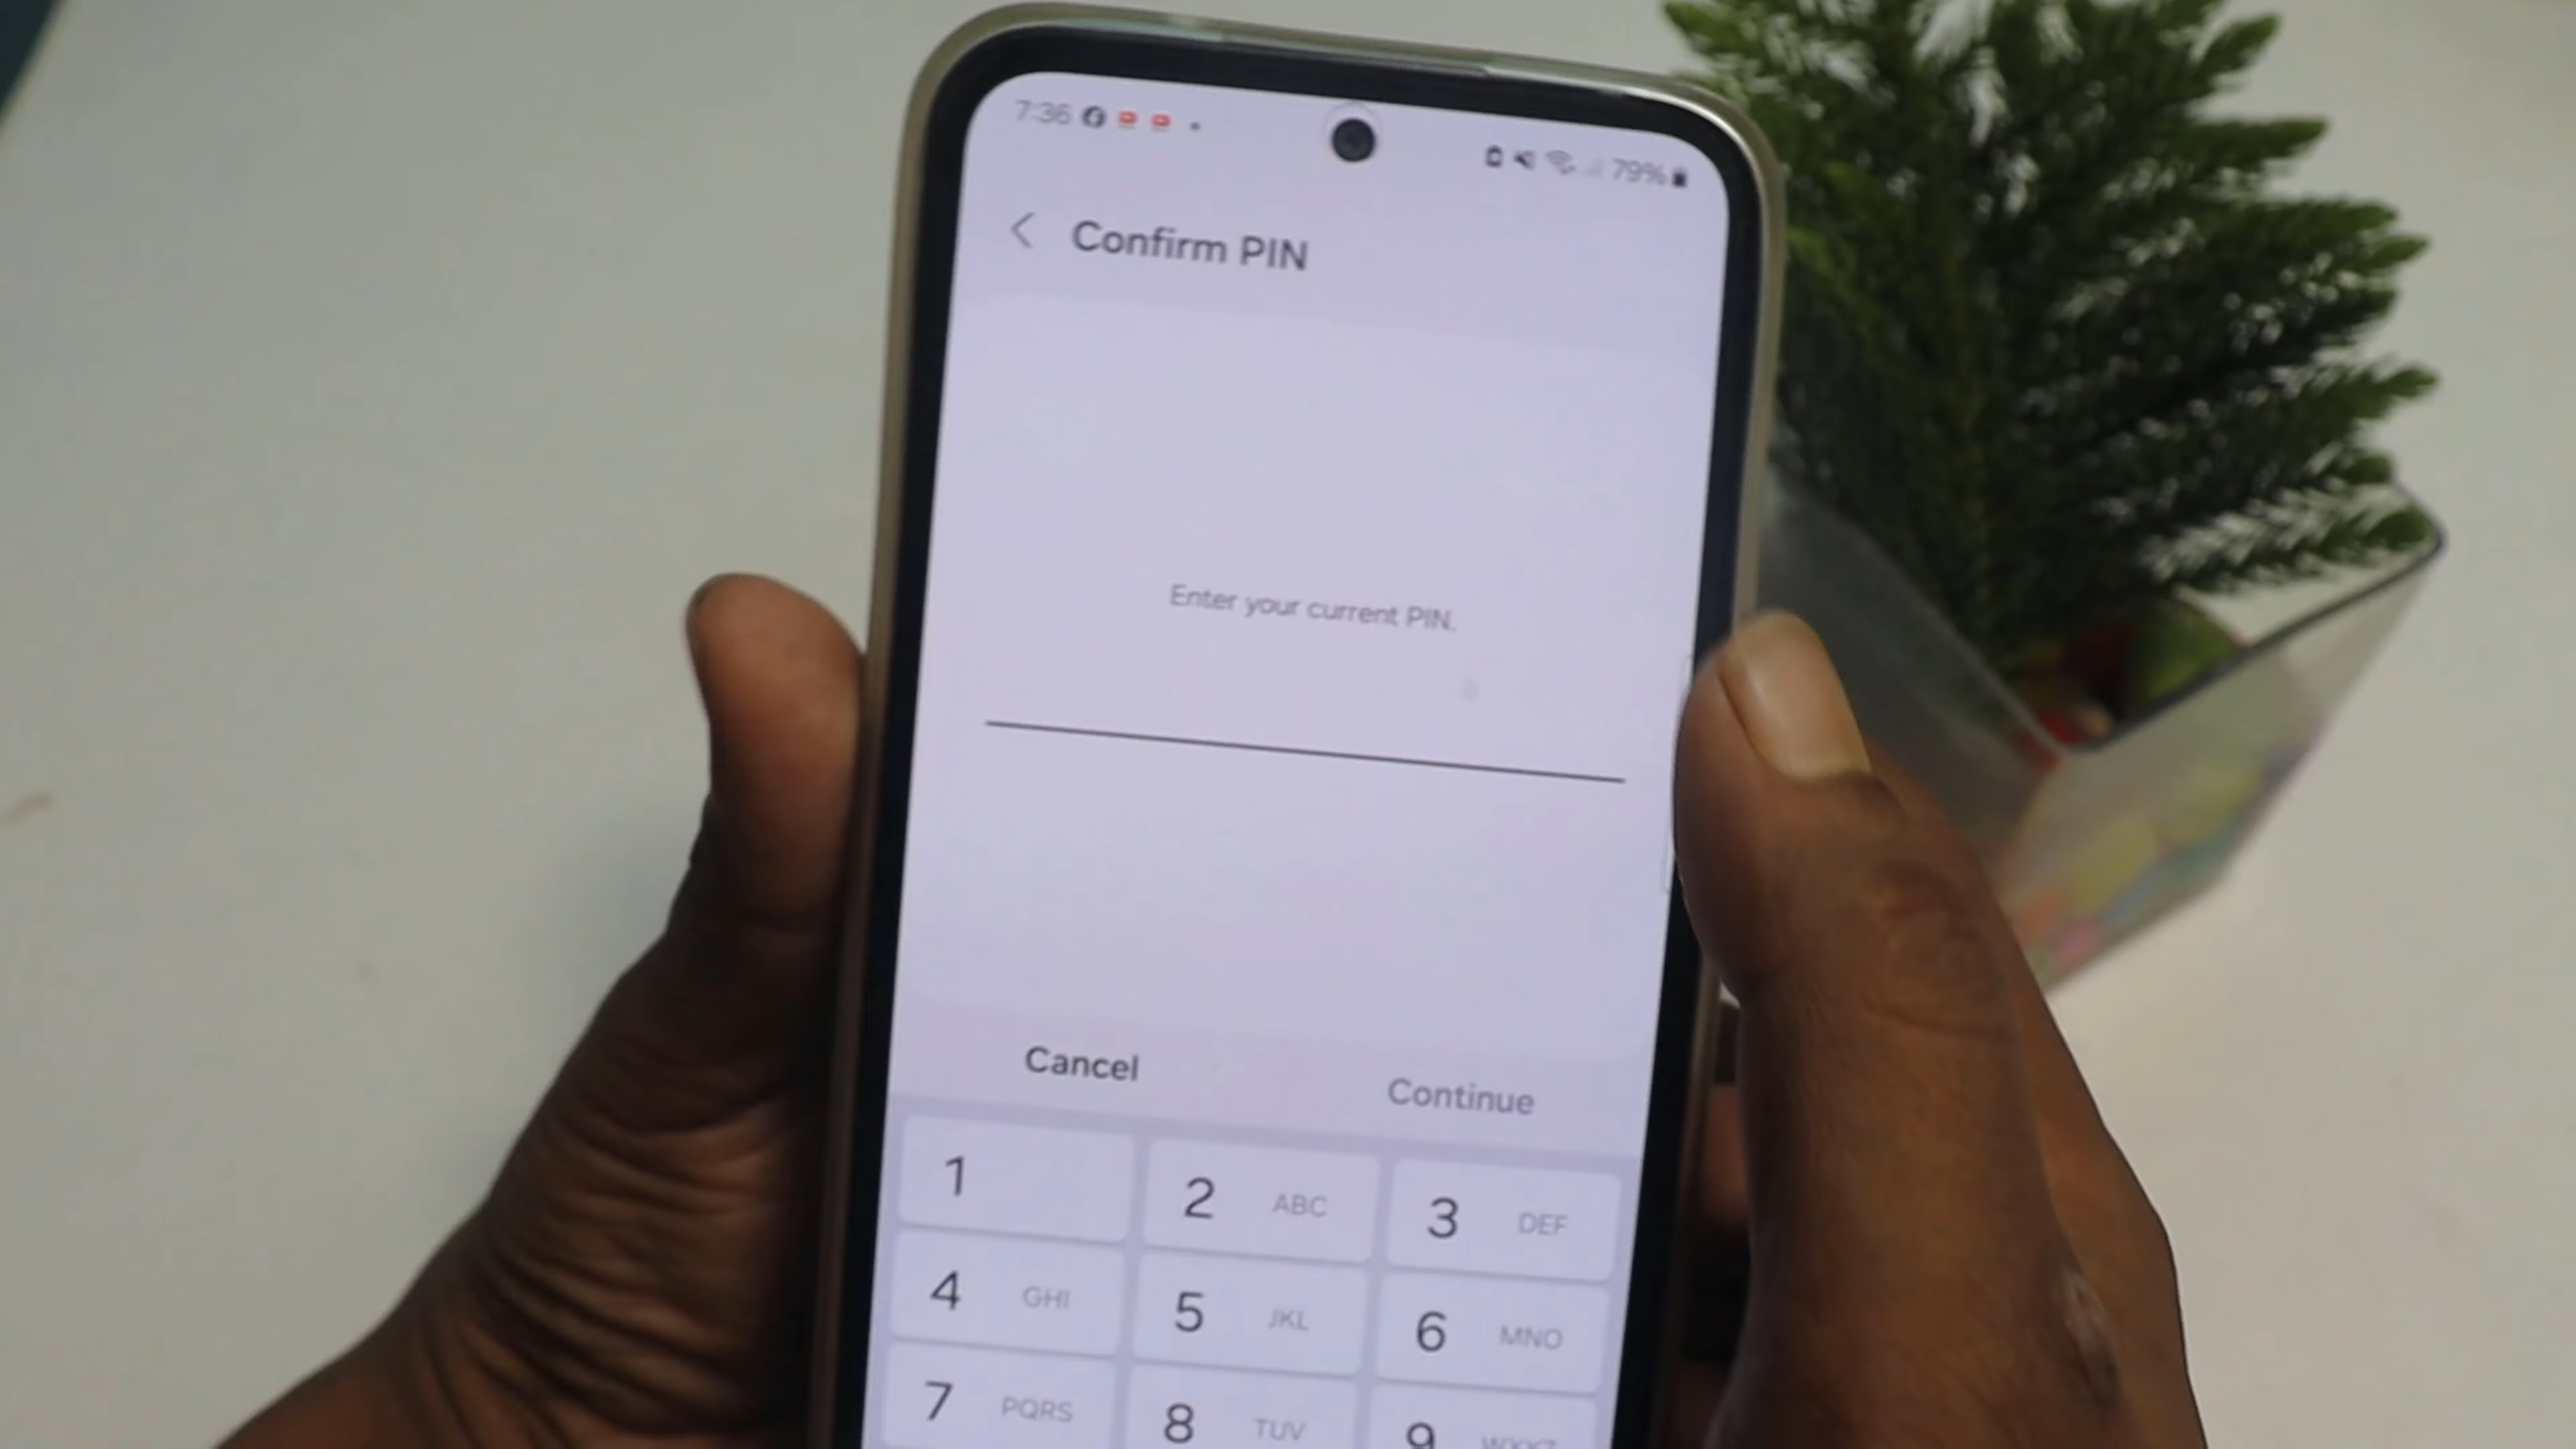 7:36 79%
Confirm PIN
Enter your current PIN.
Cancel Continue
1 2 ABC 3 DEF
4 GHI 5 JKL 6 MNO
7 PQRS 8 TUV 9